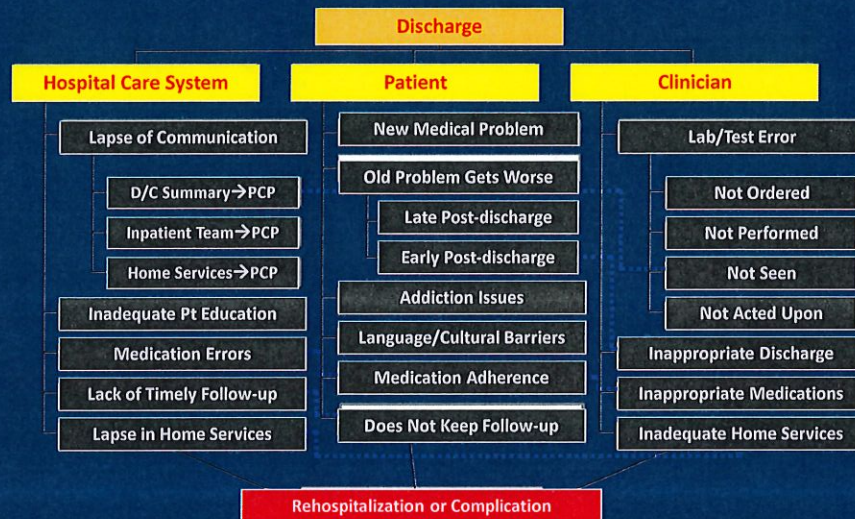 Discharge
Hospital Care System
Patient
Clinician
Lapse of Communication
D/C Summary→PCP
Inpatient Team→PCP
Home Services→PCP
Inadequate Pt Education
Medication Errors
Lack of Timely Follow-up
Lapse in Home Services
New Medical Problem
Old Problem Gets Worse
Late Post-discharge
Early Post-discharge
Addiction Issues
Language/Cultural Barriers
Medication Adherence
Does Not Keep Follow-up
Lab/Test Error
Not Ordered
Not Performed
Not Seen
Not Acted Upon
Inappropriate Discharge
Inappropriate Medications
Inadequate Home Services
Rehospitalization or Complication